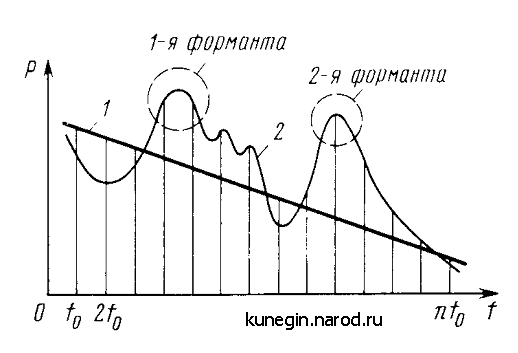 1-я форманта
2-я форманта
p
1
2
0 t₀ 2t₀ nt₀ t
kunegin.narod.ru